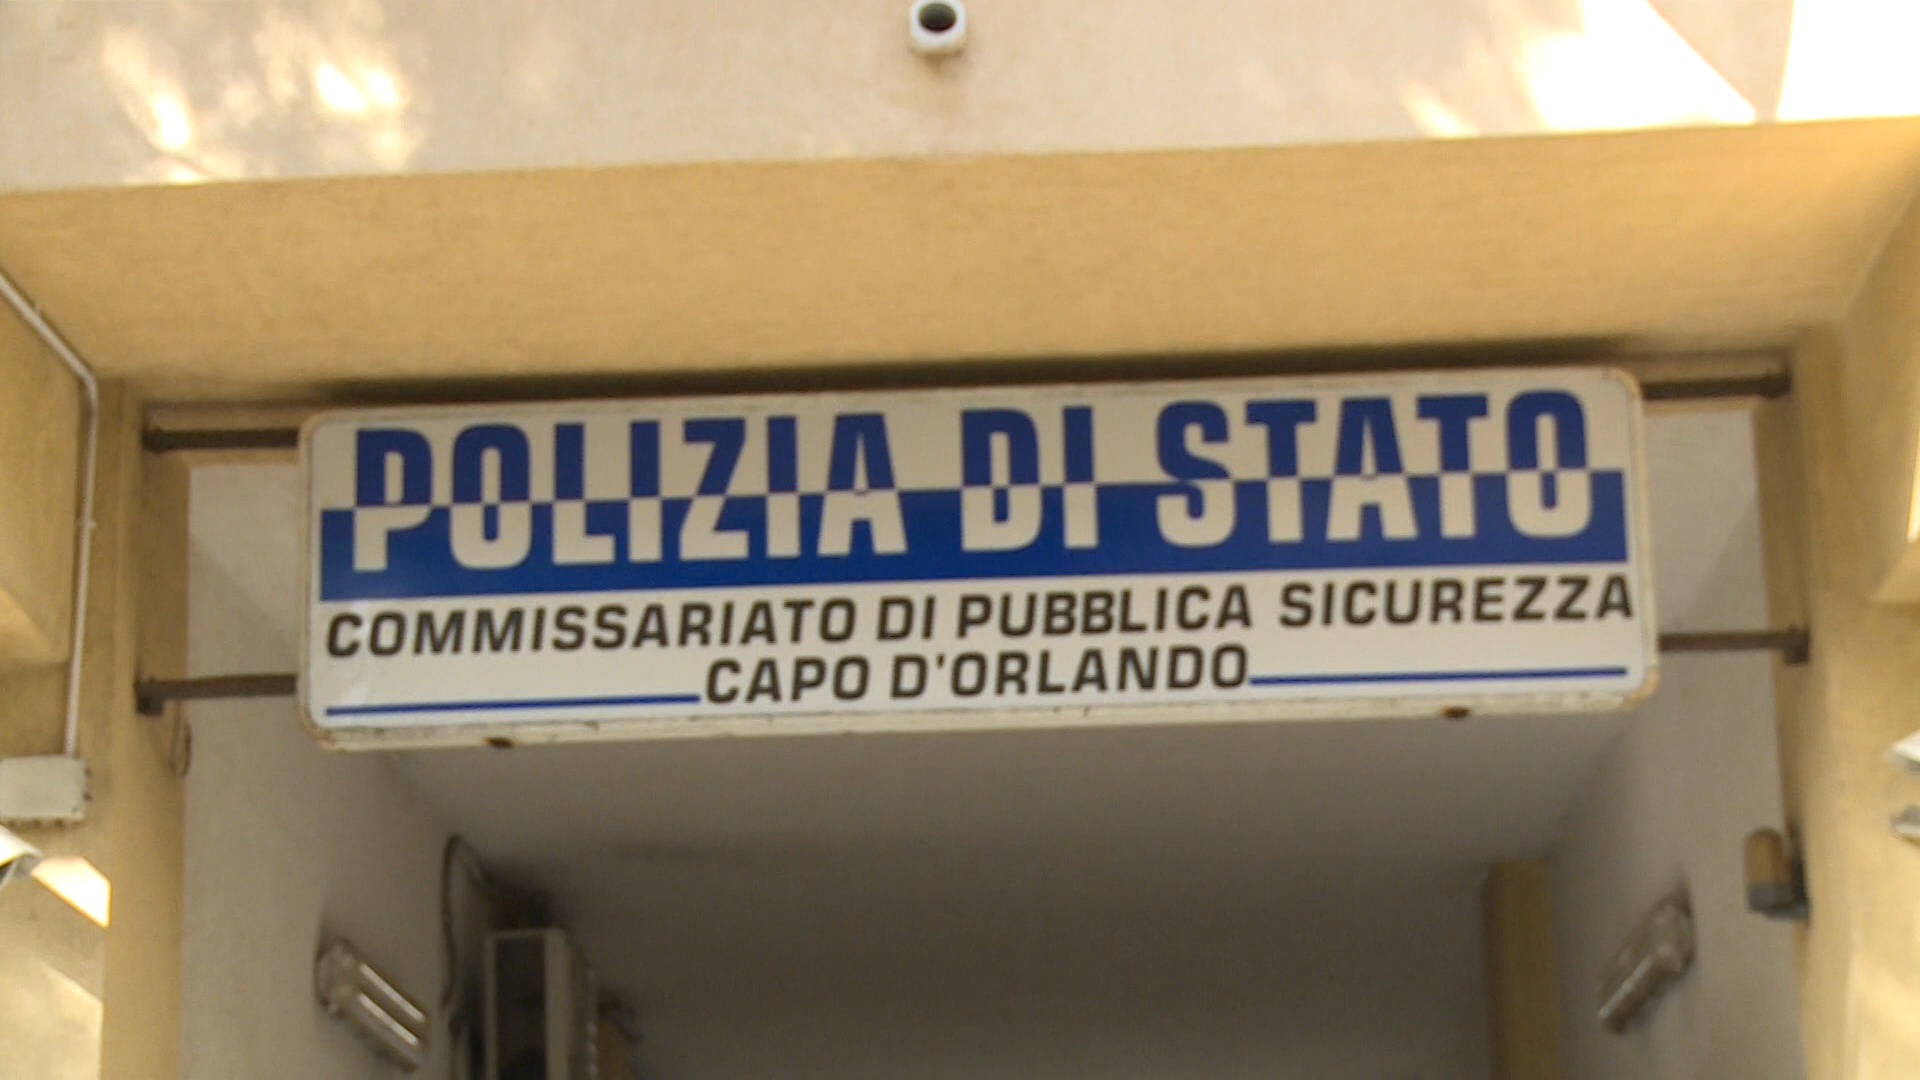 POLIZIA DI STATO
COMMISSARIATO DI PUBBLICA SICUREZZA
CAPO D'ORLANDO